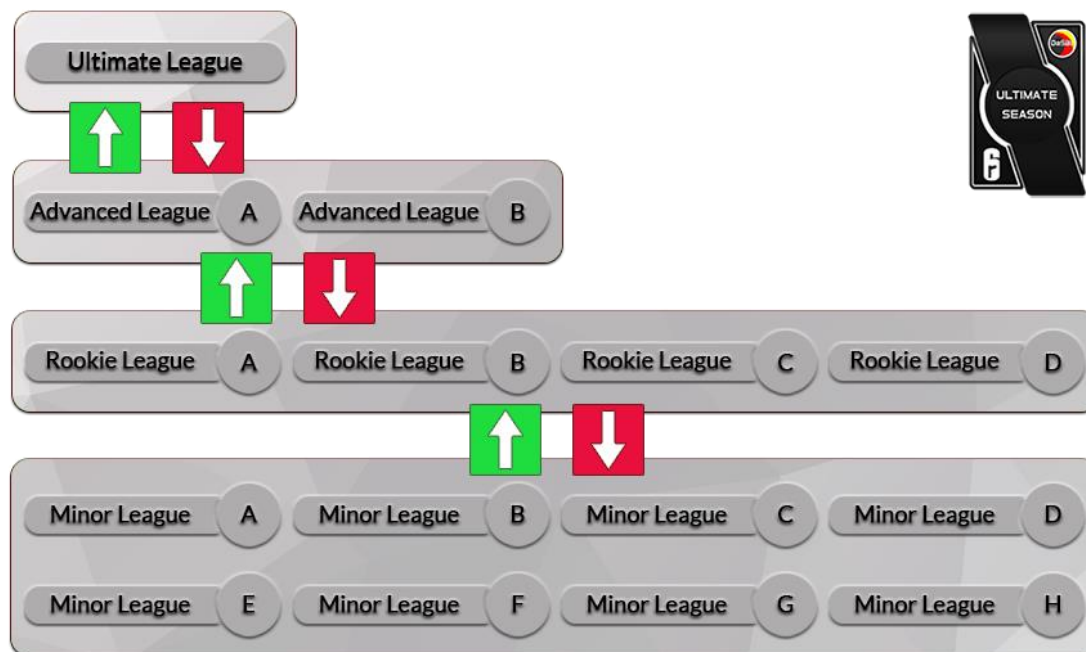 Ultimate League
ULTIMATE
SEASON
Advanced League A Advanced League B
Rookie League A Rookie League B Rookie League C Rookie League D
Minor League A Minor League B Minor League C Minor League D
Minor League E Minor League F Minor League G Minor League H